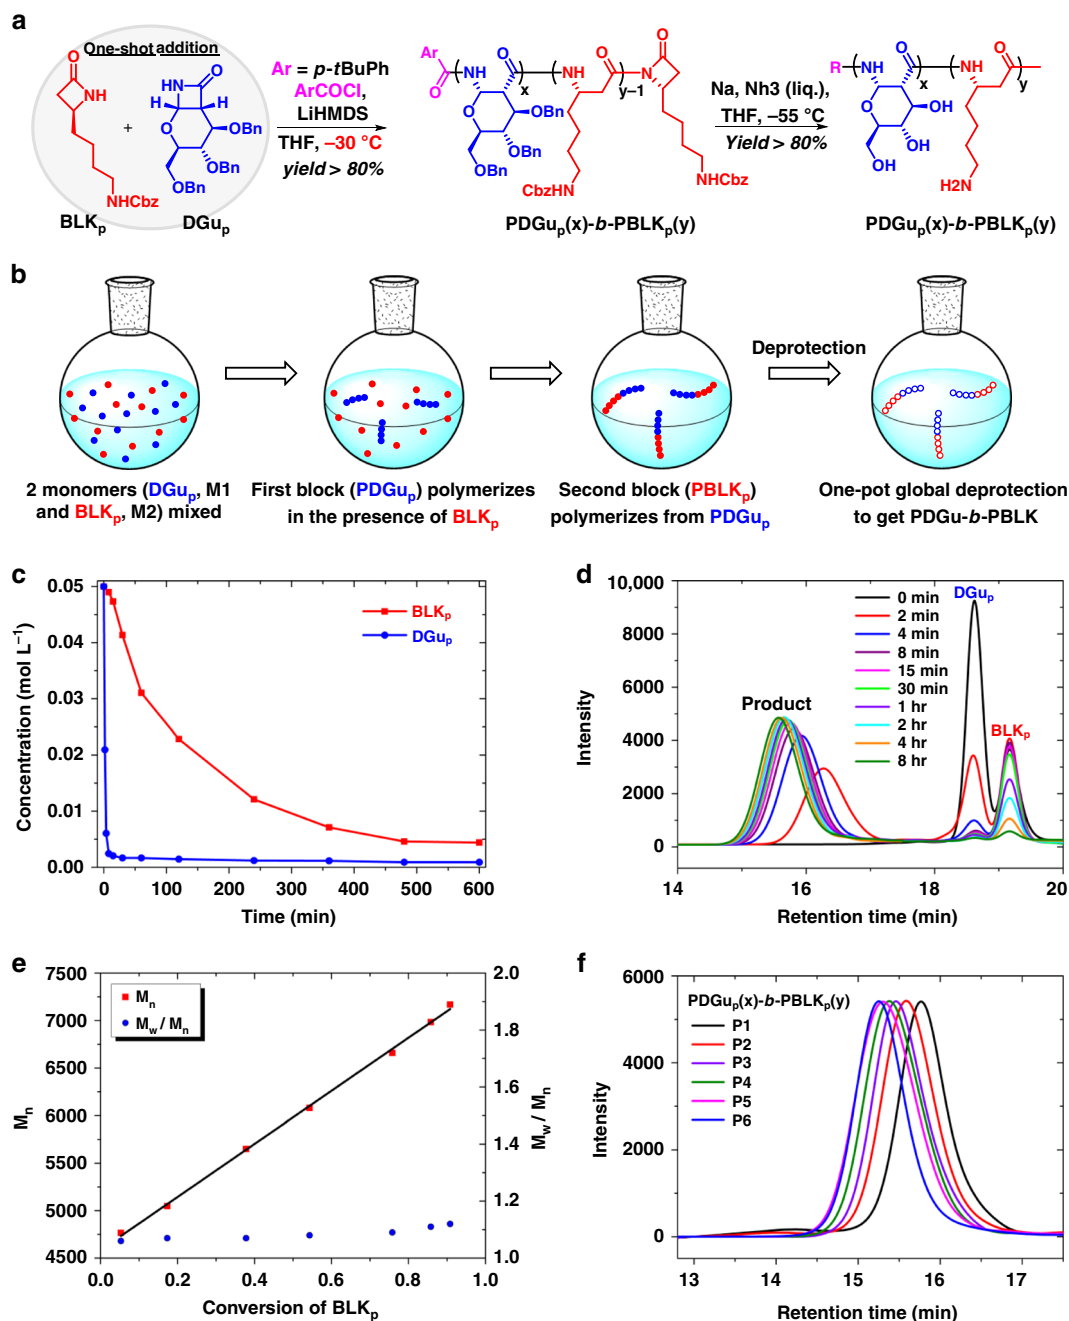 a
One-shot addition
O
NH
NHCbz
BLKp
+
HN
O
H
H
O
OBn
OBn
OBn
DGup
Ar = p-tBuPh
ArCOCl,
LiHMDS
THF, –30 °C
yield > 80%
Ar
O
NH
O
x
HN
O
y–1
N
O
O
OBn
OBn
OBn
CbzHN
NHCbz
PDGup(x)-b-PBLKp(y)
Na, Nh3 (liq.),
THF, –55 °C
Yield > 80%
R
NH
O
x
HN
O
y
O
OH
HO
OH
H2N
PDGup(x)-b-PBLKp(y)
b
Deprotection
2 monomers (DGup, M1
and BLKp, M2) mixed
First block (PDGup) polymerizes
in the presence of BLKp
Second block (PBLKp)
polymerizes from PDGup
One-pot global deprotection
to get PDGu-b-PBLK
c
Concentration (mol L–1)
0.05
0.04
0.03
0.02
0.01
0.00
BLKp
DGup
0 100 200 300 400 500 600
Time (min)
d
Intensity
10,000
8000
6000
4000
2000
0
Product
0 min
2 min
4 min
8 min
15 min
30 min
1 hr
2 hr
4 hr
8 hr
DGup
BLKp
14 16 18 20
Retention time (min)
e
Mn
7500
7000
6500
6000
5500
5000
4500
Mn
Mw / Mn
2.0
1.8
1.6
1.4
1.2
1.0
Mw / Mn
0.0 0.2 0.4 0.6 0.8 1.0
Conversion of BLKp
f
Intensity
6000
4000
2000
0
PDGup(x)-b-PBLKp(y)
P1
P2
P3
P4
P5
P6
13 14 15 16 17
Retention time (min)